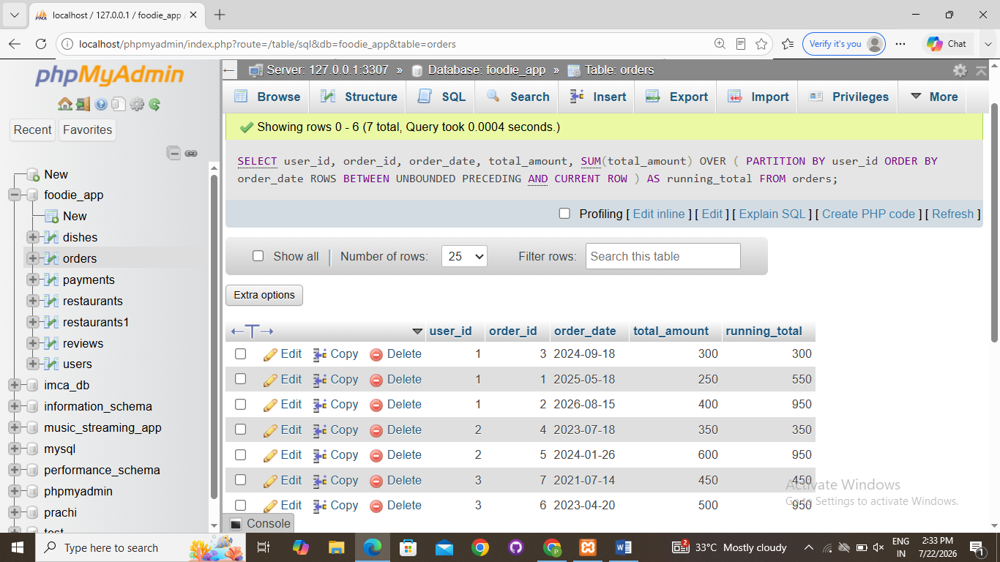 localhost / 127.0.0.1 / foodie_app
localhost/phpmyadmin/index.php?route=/table/sql&db=foodie_app&table=orders
Verify it's you
Chat
phpMyAdmin
Recent
Favorites
New
foodie_app
New
dishes
orders
payments
restaurants
restaurants1
reviews
users
imca_db
information_schema
music_streaming_app
mysql
performance_schema
phpmyadmin
prachi
test
Server: 127.0.0.1:3307 » Database: foodie_app » Table: orders
Browse Structure SQL Search Insert Export Import Privileges More
Showing rows 0 - 6 (7 total, Query took 0.0004 seconds.)
SELECT user_id, order_id, order_date, total_amount, SUM(total_amount) OVER ( PARTITION BY user_id ORDER BY
order_date ROWS BETWEEN UNBOUNDED PRECEDING AND CURRENT ROW ) AS running_total FROM orders;
Profiling [ Edit inline ] [ Edit ] [ Explain SQL ] [ Create PHP code ] [ Refresh ]
Show all Number of rows: 25 Filter rows: Search this table
Extra options
user_id order_id order_date total_amount running_total
Edit Copy Delete 1 3 2024-09-18 300 300
Edit Copy Delete 1 1 2025-05-18 250 550
Edit Copy Delete 1 2 2026-08-15 400 950
Edit Copy Delete 2 4 2023-07-18 350 350
Edit Copy Delete 2 5 2024-01-26 600 950
Edit Copy Delete 3 7 2021-07-14 450 450
Edit Copy Delete 3 6 2023-04-20 500 950
Activate Windows
Go to Settings to activate Windows.
Console
Type here to search
33°C Mostly cloudy
ENG
IN
2:33 PM
7/22/2026